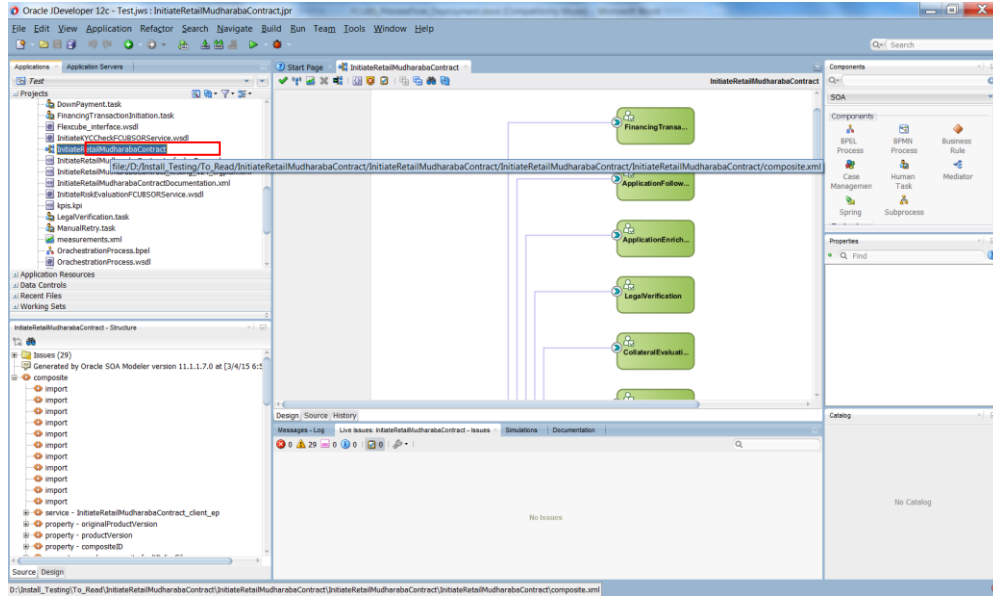 Oracle JDeveloper 12c - Test.jws : InitiateRetailMudharabaContract.jpr
File Edit View Application Refactor Search Navigate Build Run Team Tools Window Help
Search
Applications Application Servers
Test
Projects
DownPayment.task
FinancingTransactionInitiation.task
Flexcube_interface.wsdl
InitiateKYCCheckFCUBSORService.wsdl
InitiateRetailMudharabaContract
file:/D:/Install_Testing/To_Read/InitiateRetailMudharabaContract/InitiateRetailMudharabaContract/InitiateRetailMudharabaContract/InitiateRetailMudharabaContract/composite.xml
InitiateRetailMudharabaContractDocumentation.xml
InitiateRiskEvaluationFCUBSORService.wsdl
kpis.kpi
LegalVerification.task
ManualRetry.task
measurements.xml
OrachestrationProcess.bpel
OrachestrationProcess.wsdl
Application Resources
Data Controls
Recent Files
Working Sets
InitiateRetailMudharabaContract - Structure
Issues (29)
Generated by Oracle SOA Modeler version 11.1.1.7.0 at [3/4/15 6:5
composite
import
import
import
import
import
import
import
import
import
import
import
service - InitiateRetailMudharabaContract_client_ep
property - originalProductVersion
property - productVersion
property - compositeID
Source Design
Start Page InitiateRetailMudharabaContract
InitiateRetailMudharabaContract
FinancingTransa...
ApplicationFollow...
ApplicationEnrich...
LegalVerification
CollateralEvaluati...
Design Source History
Messages - Log Live Issues: InitiateRetailMudharabaContract - Issues Simulations Documentation
0 29 0 0 0
No Issues
Components
SOA
Components
BPEL Process
BPMN Process
Business Rule
Case Managemen
Human Task
Mediator
Spring
Subprocess
Properties
Find
Catalog
No Catalog
D:\Install_Testing\To_Read\InitiateRetailMudharabaContract\InitiateRetailMudharabaContract\InitiateRetailMudharabaContract\InitiateRetailMudharabaContract\composite.xml